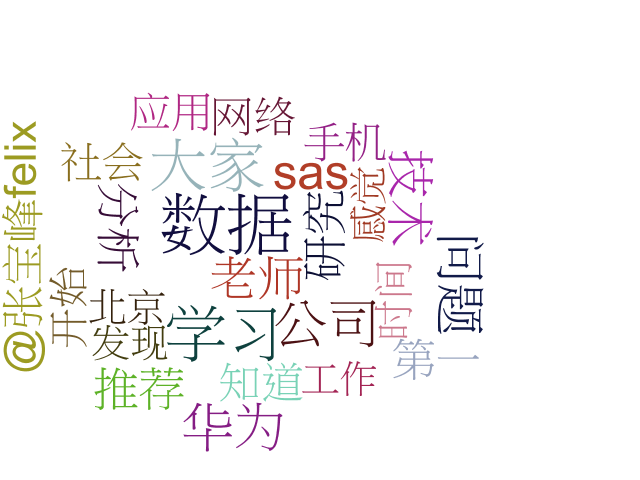 应用
网络
手机
社会
大家
sas
感觉
技术
@张宝峰felix
分析
数据
研究
老师
时间
问题
开始
北京
发现
学习
公司
第一
推荐
知道
工作
华为